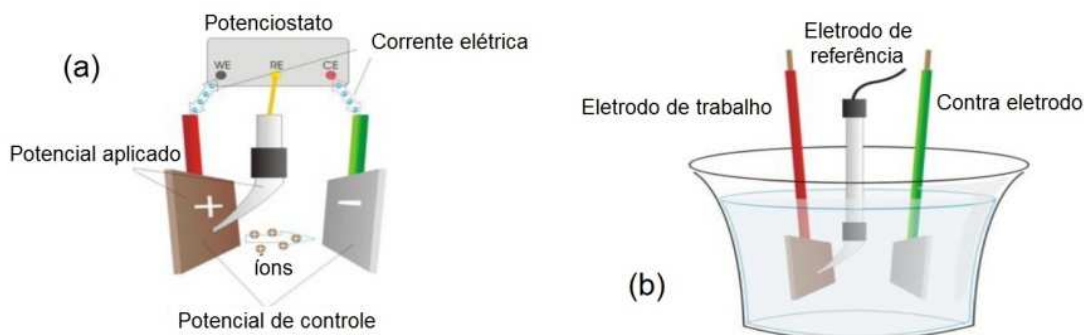 Potenciostato
(a)
WE
RE
CE
Corrente elétrica
Potencial aplicado
+
−
íons
Potencial de controle
Eletrodo de
referência
Eletrodo de trabalho
Contra eletrodo
(b)